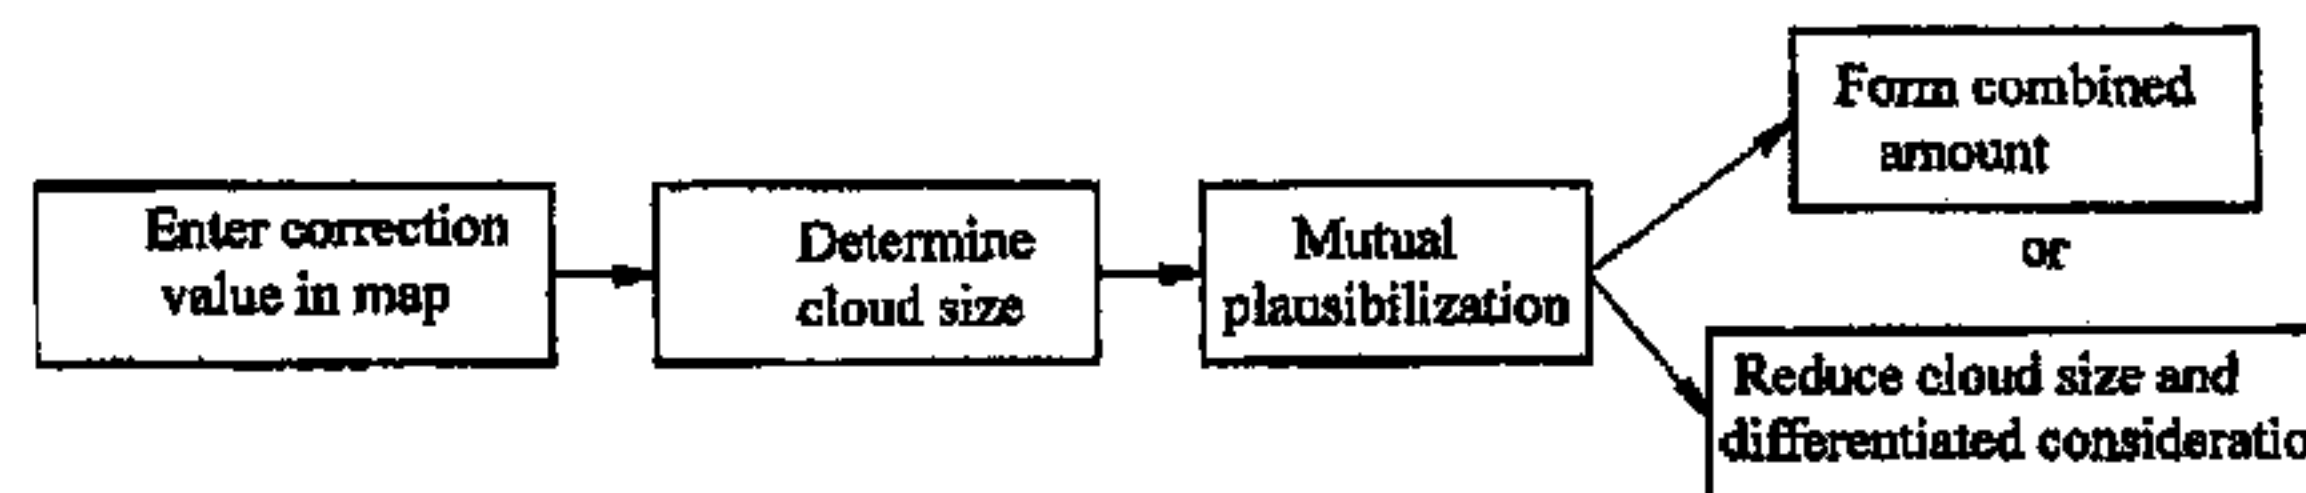 Enter correction
value in map
Determine
cloud size
Mutual
plausibilization
Form combined
amount
or
Reduce cloud size and
differentiated consideratio